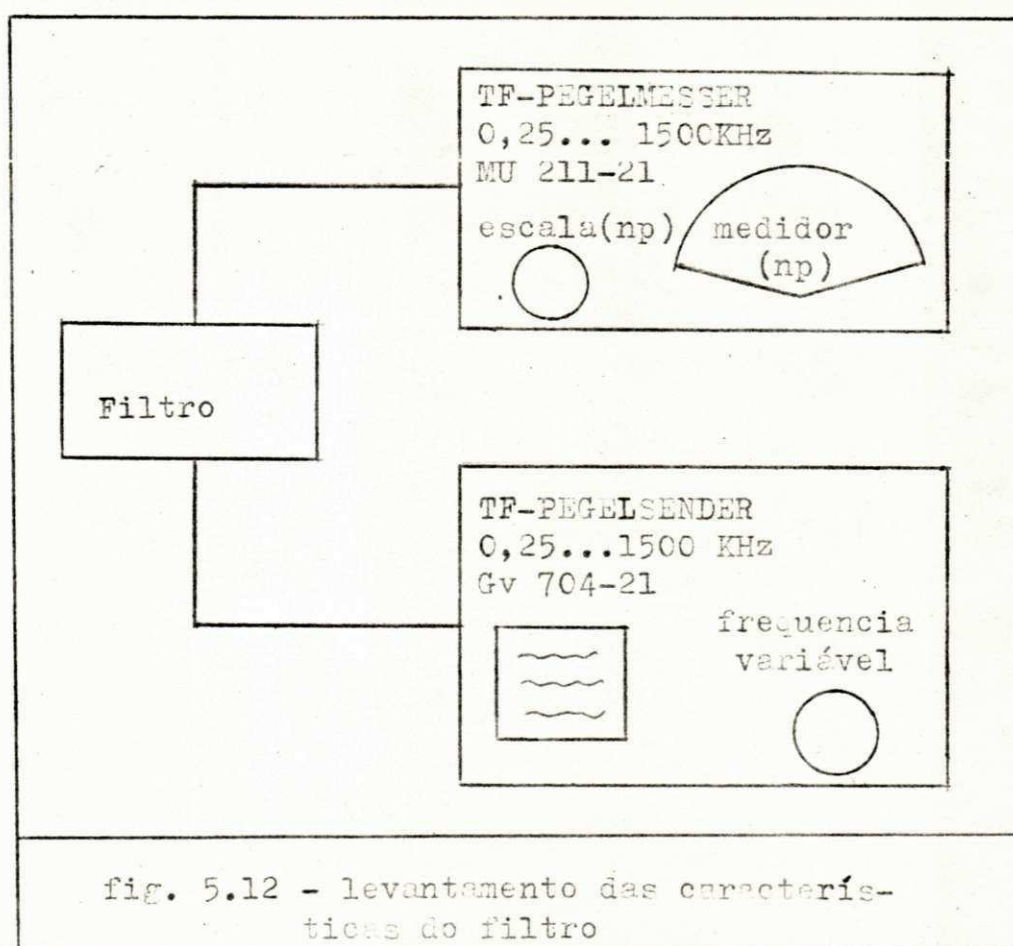 TF-PEGELMESSER
0,25... 1500KHz
MU 211-21
escala(np)
medidor
(np)
Filtro
TF-PEGELSENDER
0,25...1500 KHz
Gv 704-21
frequencia
variável
fig. 5.12 - levantamento das caracterís-
ticas do filtro